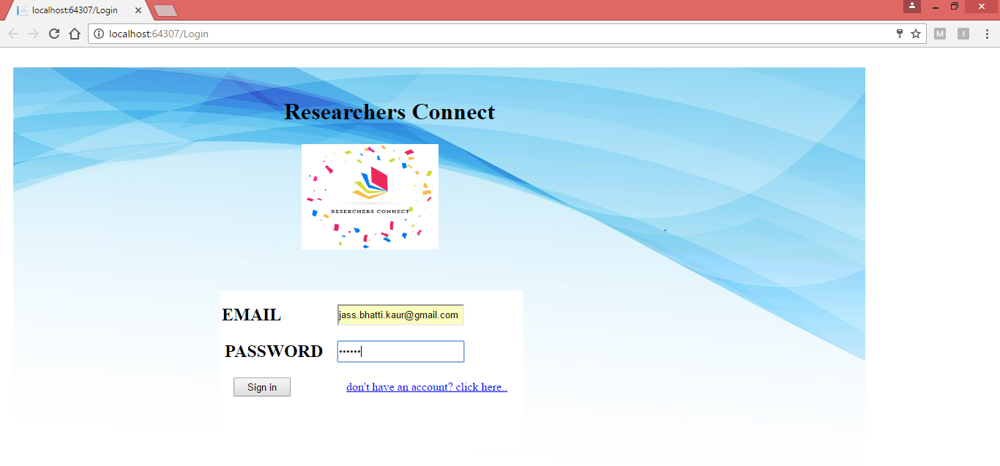 localhost:64307/Login
localhost:64307/Login
M
I
Researchers Connect
RESERCHERS CONNECT
EMAIL
jass.bhatti.kaur@gmail.com
PASSWORD
••••••
Sign in
don't have an account? click here..